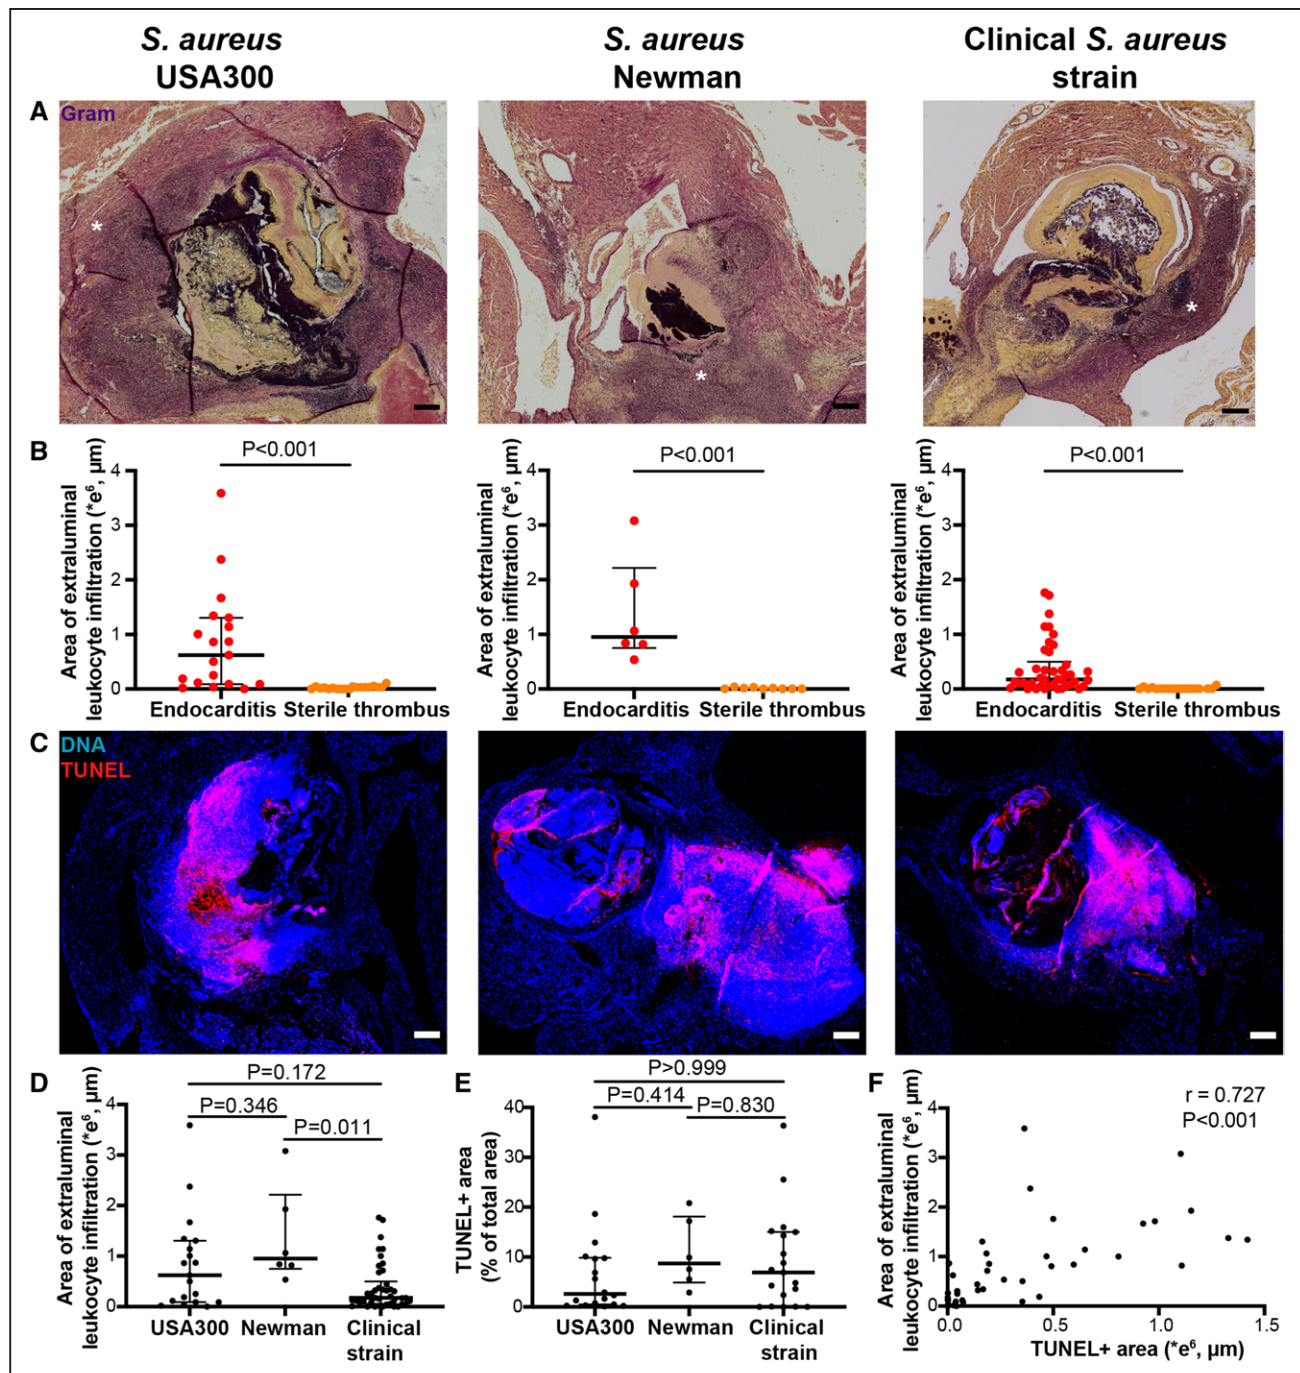 S. aureus
USA300
S. aureus
Newman
Clinical S. aureus
strain
A
Gram
*
*
*
B
Area of extraluminal
leukocyte infiltration (*e⁶, µm)
4
3
2
1
0
P<0.001
Endocarditis
Sterile thrombus
Area of extraluminal
leukocyte infiltration (*e⁶, µm)
4
3
2
1
0
P<0.001
Endocarditis
Sterile thrombus
Area of extraluminal
leukocyte infiltration (*e⁶, µm)
4
3
2
1
0
P<0.001
Endocarditis
Sterile thrombus
C
DNA
TUNEL
D
Area of extraluminal
leukocyte infiltration (*e⁶, µm)
4
3
2
1
0
P=0.172
P=0.346
P=0.011
USA300
Newman
Clinical
strain
E
TUNEL+ area
(% of total area)
40
30
20
10
0
P>0.999
P=0.414
P=0.830
USA300
Newman
Clinical
strain
F
Area of extraluminal
leukocyte infiltration (*e⁶, µm)
4
3
2
1
0
r = 0.727
P<0.001
0.0
0.5
1.0
1.5
TUNEL+ area (*e⁶, µm)